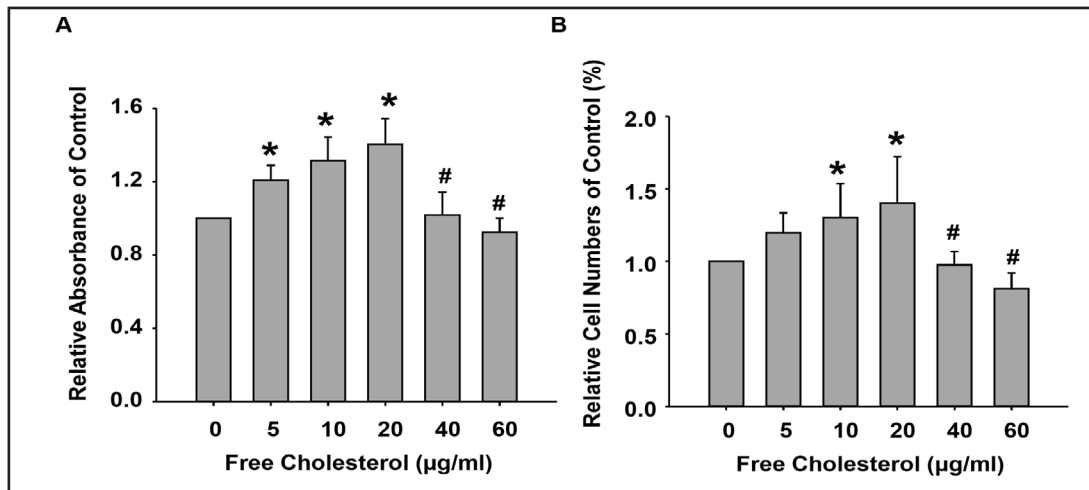 A
Relative Absorbance of Control
1.6
1.2
0.8
0.4
0.0
*
*
*
#
#
0 5 10 20 40 60
Free Cholesterol (µg/ml)
B
Relative Cell Numbers of Control (%)
2.0
1.5
1.0
0.5
0.0
*
*
#
#
0 5 10 20 40 60
Free Cholesterol (µg/ml)